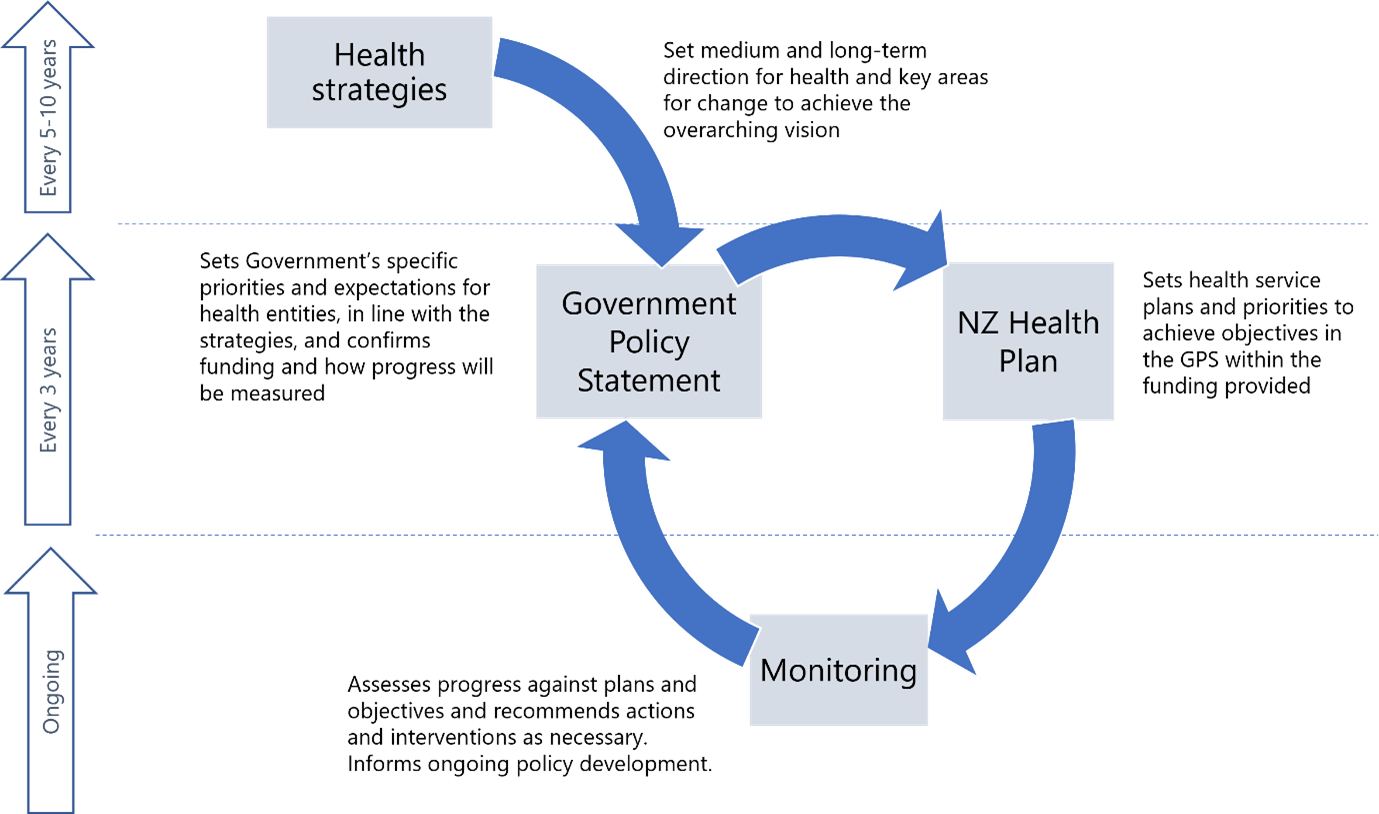 Every 5-10 years
Health
strategies
Set medium and long-term
direction for health and key areas
for change to achieve the
overarching vision
Every 3 years
Sets Government’s specific
priorities and expectations for
health entities, in line with the
strategies, and confirms
funding and how progress will
be measured
Government
Policy
Statement
NZ Health
Plan
Sets health service
plans and priorities to
achieve objectives in
the GPS within the
funding provided
Ongoing
Monitoring
Assesses progress against plans and
objectives and recommends actions
and interventions as necessary.
Informs ongoing policy development.